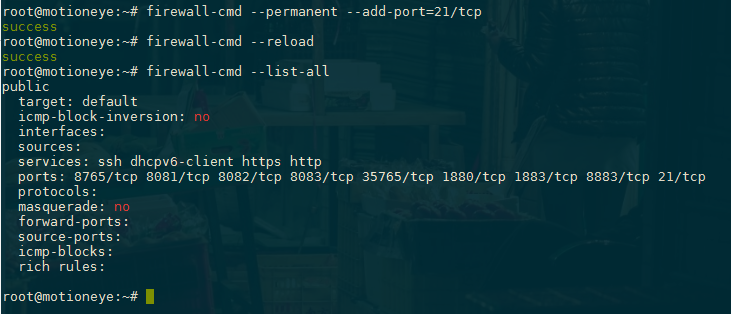 root@motioneye:~# firewall-cmd --permanent --add-port=21/tcp
success
root@motioneye:~# firewall-cmd --reload
success
root@motioneye:~# firewall-cmd --list-all
public
  target: default
  icmp-block-inversion: no
  interfaces:
  sources:
  services: ssh dhcpv6-client https http
  ports: 8765/tcp 8081/tcp 8082/tcp 8083/tcp 35765/tcp 1880/tcp 1883/tcp 8883/tcp 21/tcp
  protocols:
  masquerade: no
  forward-ports:
  source-ports:
  icmp-blocks:
  rich rules:
root@motioneye:~#